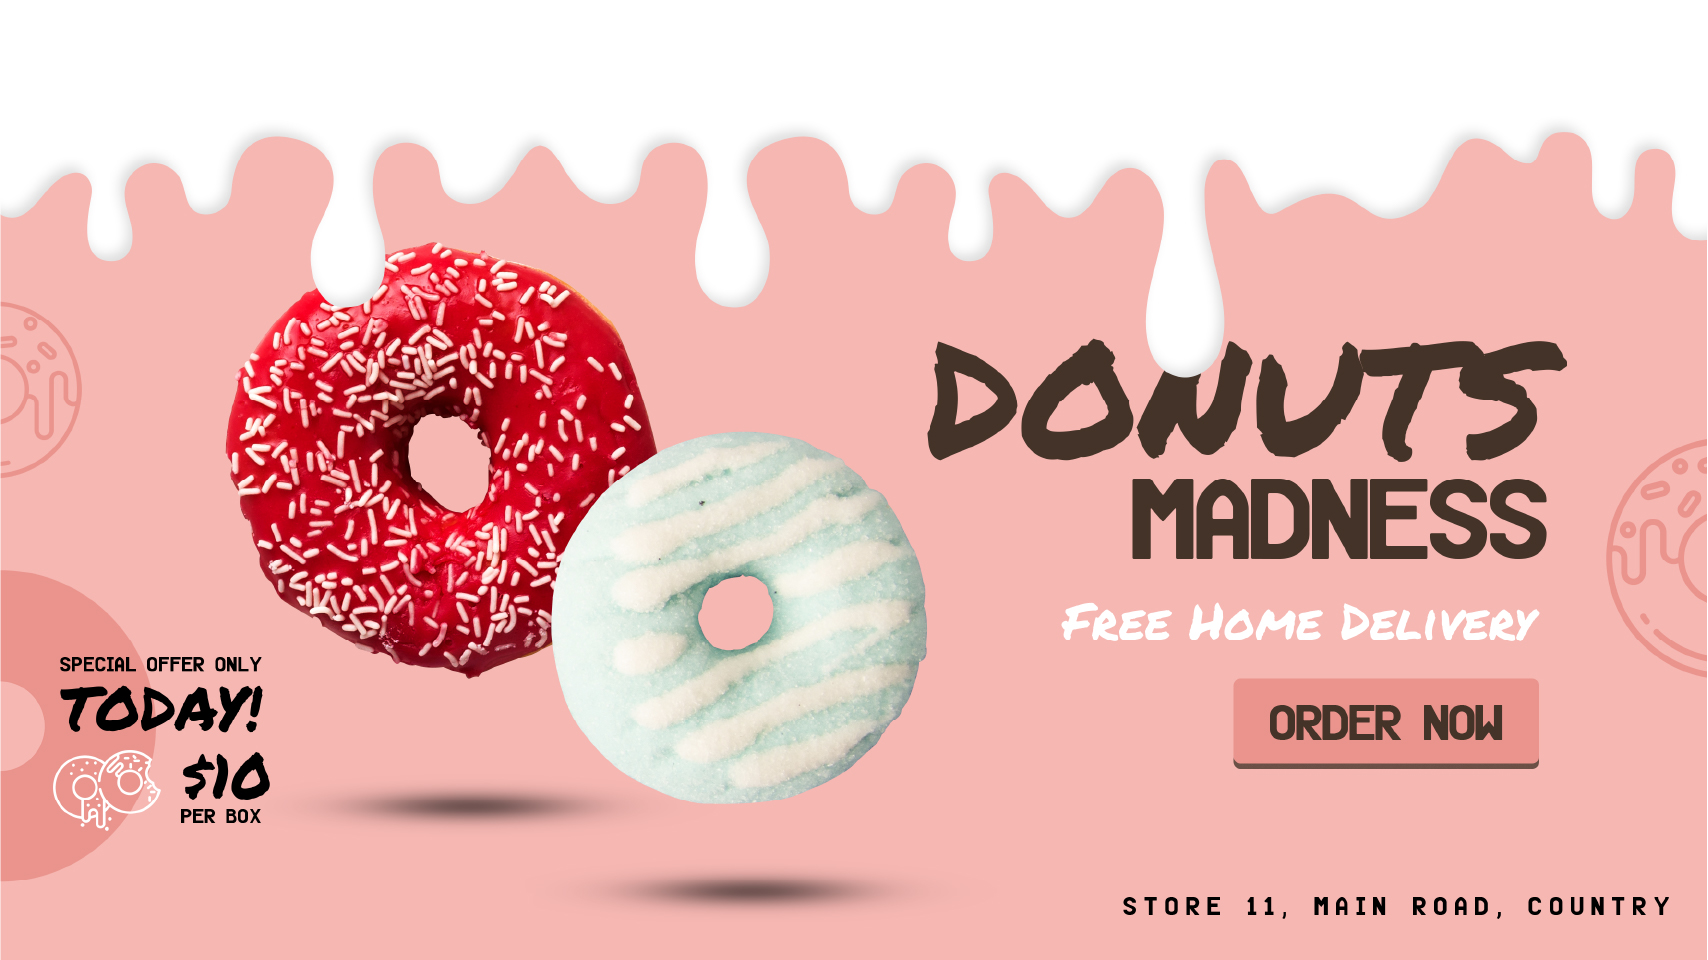 DONUTS
MADNESS
FREE HOME DELIVERY
ORDER NOW
SPECIAL OFFER ONLY
TODAY!
$10
PER BOX
STORE 11, MAIN ROAD, COUNTRY